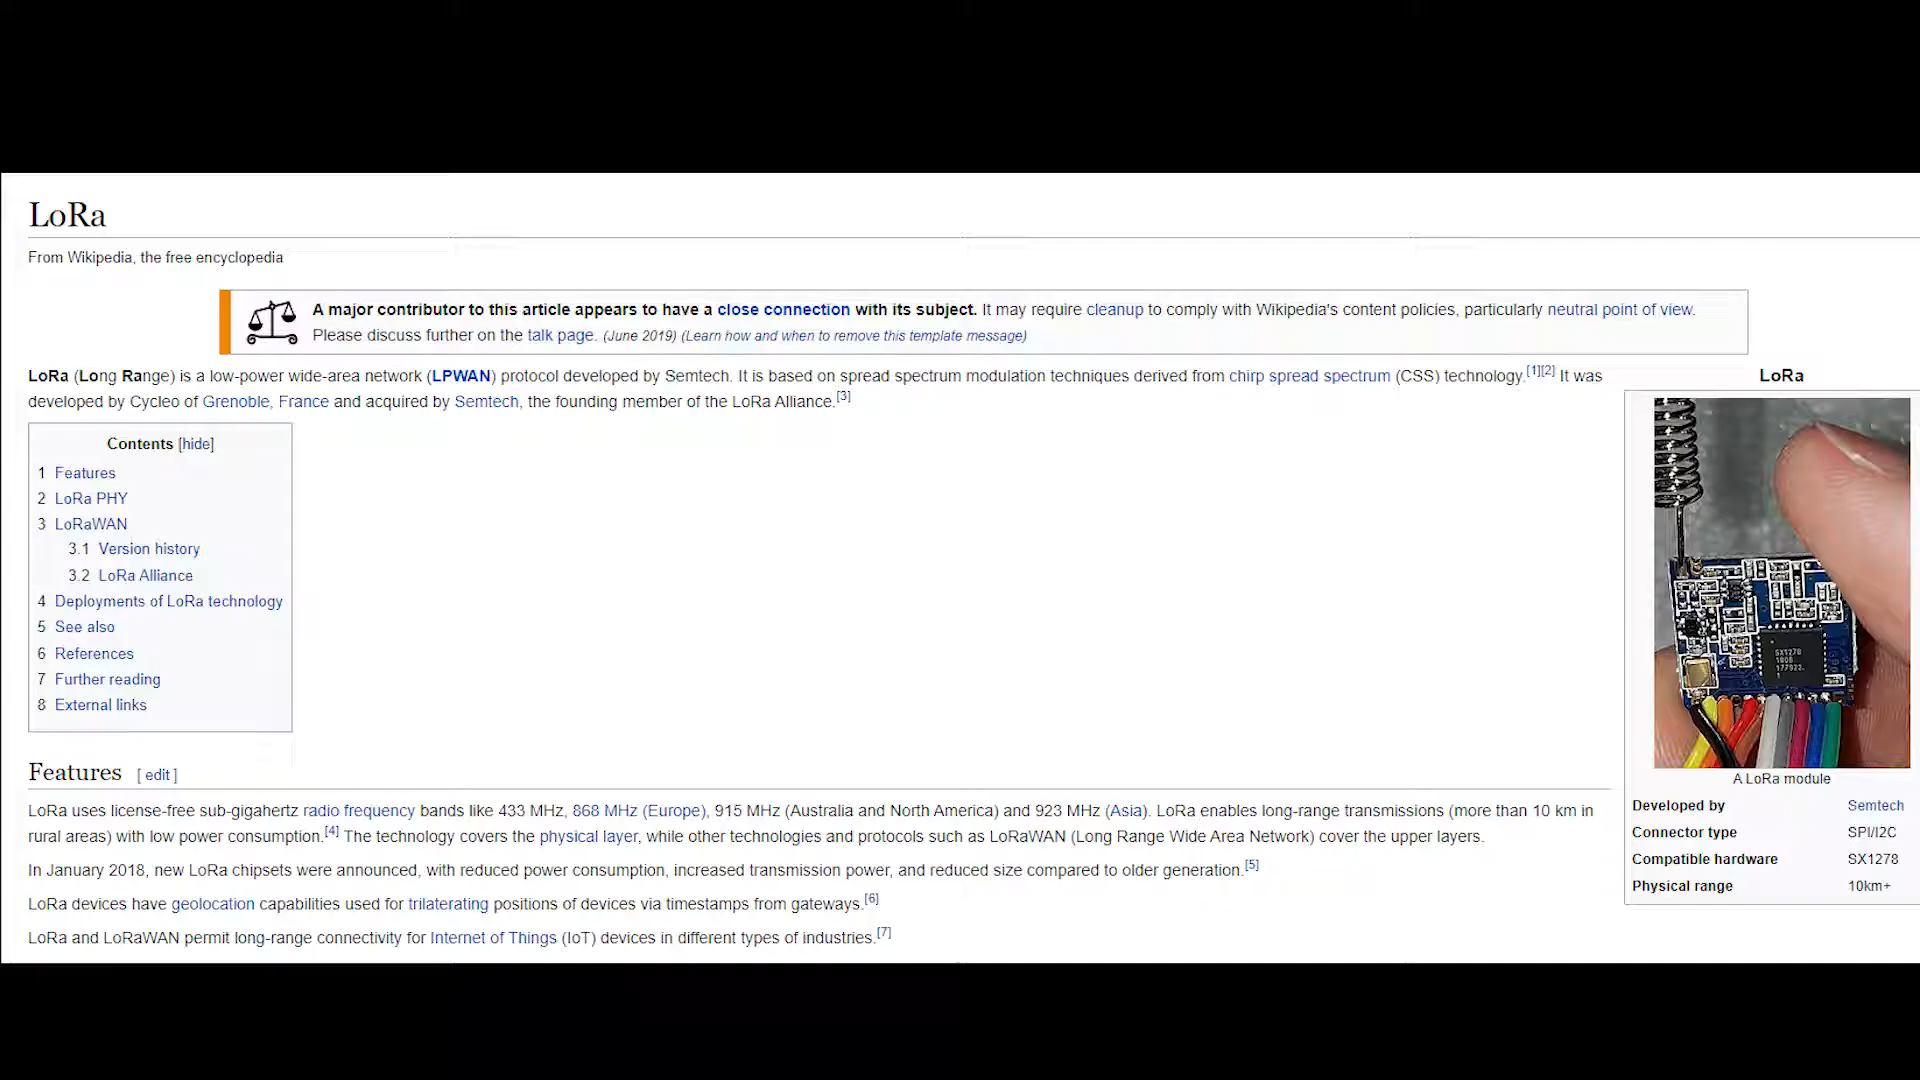 LoRa
From Wikipedia, the free encyclopedia
A major contributor to this article appears to have a close connection with its subject. It may require cleanup to comply with Wikipedia's content policies, particularly neutral point of view.
Please discuss further on the talk page. (June 2019) (Learn how and when to remove this template message)
LoRa (Long Range) is a low-power wide-area network (LPWAN) protocol developed by Semtech. It is based on spread spectrum modulation techniques derived from chirp spread spectrum (CSS) technology.[1][2] It was
developed by Cycleo of Grenoble, France and acquired by Semtech, the founding member of the LoRa Alliance.[3]
Contents [hide]
1 Features
2 LoRa PHY
3 LoRaWAN
3.1 Version history
3.2 LoRa Alliance
4 Deployments of LoRa technology
5 See also
6 References
7 Further reading
8 External links
Features [ edit ]
LoRa uses license-free sub-gigahertz radio frequency bands like 433 MHz, 868 MHz (Europe), 915 MHz (Australia and North America) and 923 MHz (Asia). LoRa enables long-range transmissions (more than 10 km in
rural areas) with low power consumption.[4] The technology covers the physical layer, while other technologies and protocols such as LoRaWAN (Long Range Wide Area Network) cover the upper layers.
In January 2018, new LoRa chipsets were announced, with reduced power consumption, increased transmission power, and reduced size compared to older generation.[5]
LoRa devices have geolocation capabilities used for trilaterating positions of devices via timestamps from gateways.[6]
LoRa and LoRaWAN permit long-range connectivity for Internet of Things (IoT) devices in different types of industries.[7]
LoRa
SX1278
A LoRa module
Developed by Semtech
Connector type SPI/I2C
Compatible hardware SX1278
Physical range 10km+